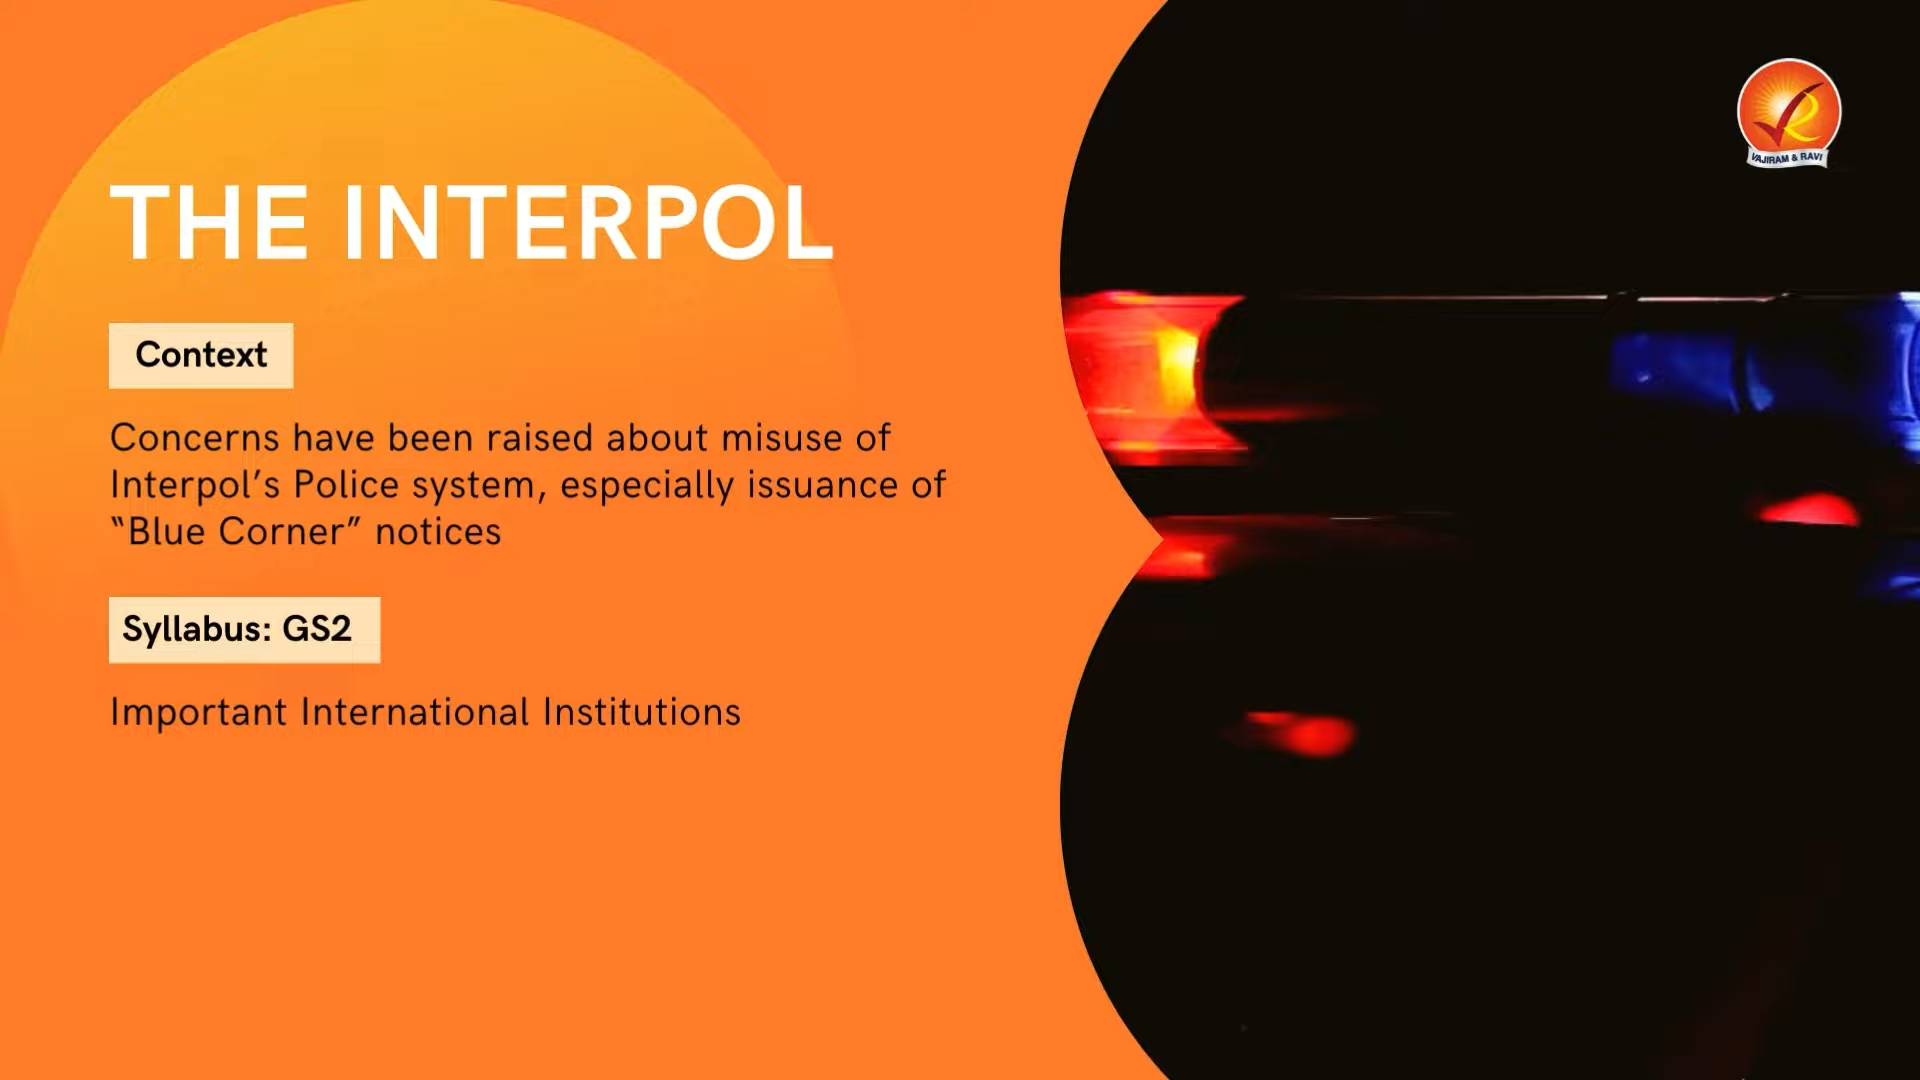 VAJIRAM & RAVI
THE INTERPOL
Context
Concerns have been raised about misuse of
Interpol’s Police system, especially issuance of
“Blue Corner” notices
Syllabus: GS2
Important International Institutions